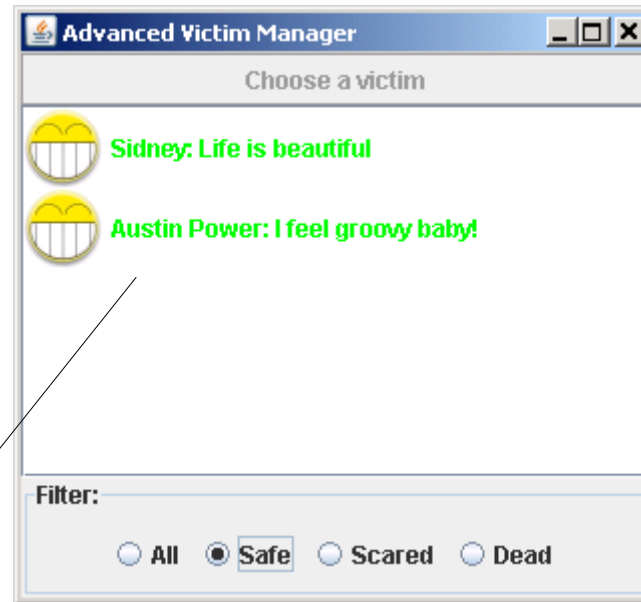 Advanced Victim Manager
Choose a victim
Sidney: Life is beautiful
Austin Power: I feel groovy baby!
Filter:
All Safe Scared Dead